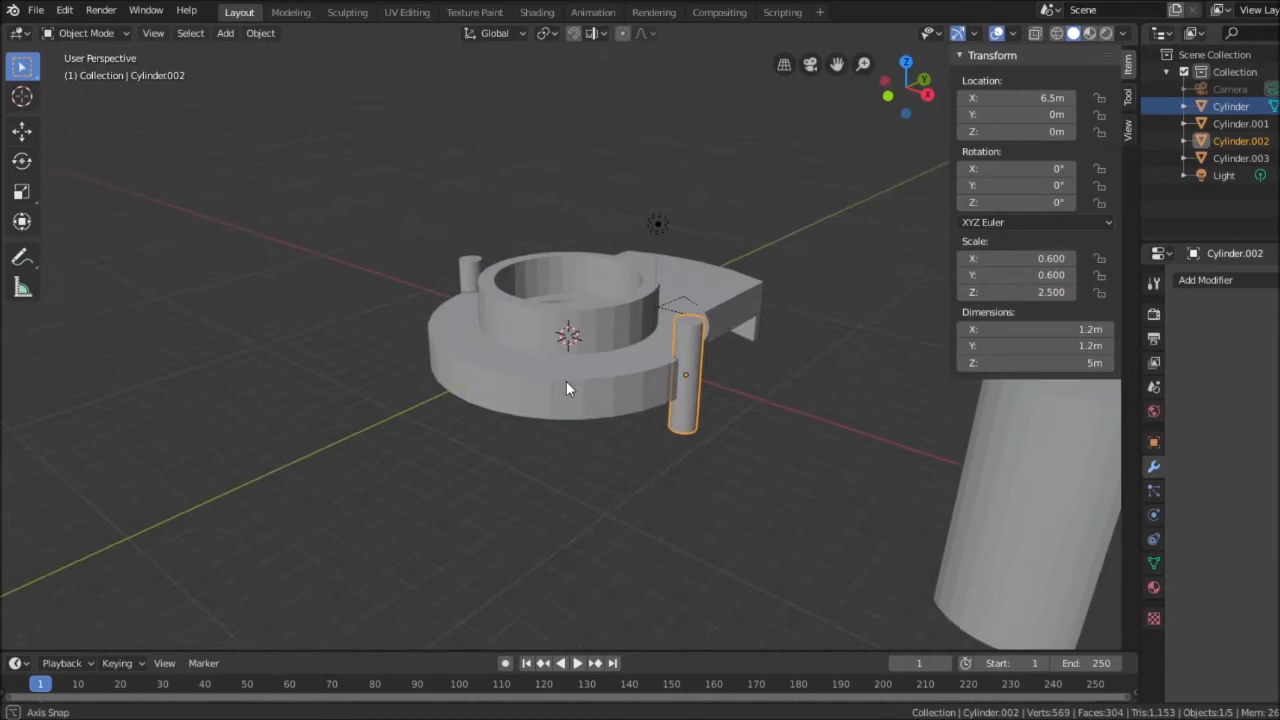 File Edit Render Window Help Layout Modeling Sculpting UV Editing Texture Paint Shading Animation Rendering Compositing Scripting + Scene View Lay
Object Mode View Select Add Object Global
User Perspective
(1) Collection | Cylinder.002
Transform
Location:
X: 6.5m
Y: 0m
Z: 0m
Rotation:
X: 0°
Y: 0°
Z: 0°
XYZ Euler
Scale:
X: 0.600
Y: 0.600
Z: 2.500
Dimensions:
X: 1.2m
Y: 1.2m
Z: 5m
Item
Tool
View
Z
Y
X
Scene Collection
Collection
Camera
Cylinder
Cylinder.001
Cylinder.002
Cylinder.003
Light
Cylinder.002
Add Modifier
Playback Keying View Marker 1 Start: 1 End: 250
1 10 20 30 40 50 60 70 80 90 100 110 120 130 140 150 160 170 180 190 200 210 220 230 240 250
Axis Snap Collection | Cylinder.002 | Verts:569 | Faces:304 | Tris:1,153 | Objects:1/5 | Mem: 26